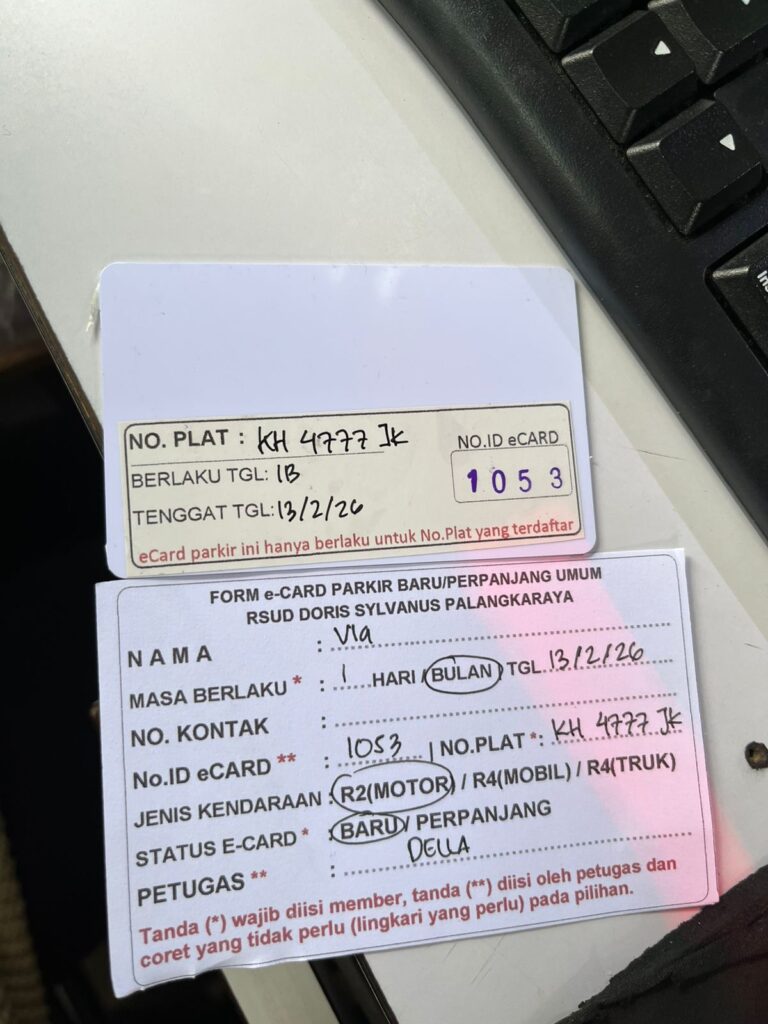 NO. PLAT : KH 4777 JK
NO.ID eCARD
BERLAKU TGL: 1B
1053
TENGGAT TGL: 13/2/26
eCard parkir ini hanya berlaku untuk No.Plat yang terdaftar
FORM e-CARD PARKIR BARU/PERPANJANG UMUM
RSUD DORIS SYLVANUS PALANGKARAYA
NAMA : Via
MASA BERLAKU * : 1 HARI / BULAN TGL 13/2/26
NO. KONTAK :
No.ID eCARD ** : 1053 | NO.PLAT *: KH 4777 JK
JENIS KENDARAAN : R2(MOTOR) / R4(MOBIL) / R4(TRUK)
STATUS E-CARD * : BARU / PERPANJANG
PETUGAS ** : DELLA
Tanda (*) wajib diisi member, tanda (**) diisi oleh petugas dan
coret yang tidak perlu (lingkari yang perlu) pada pilihan.